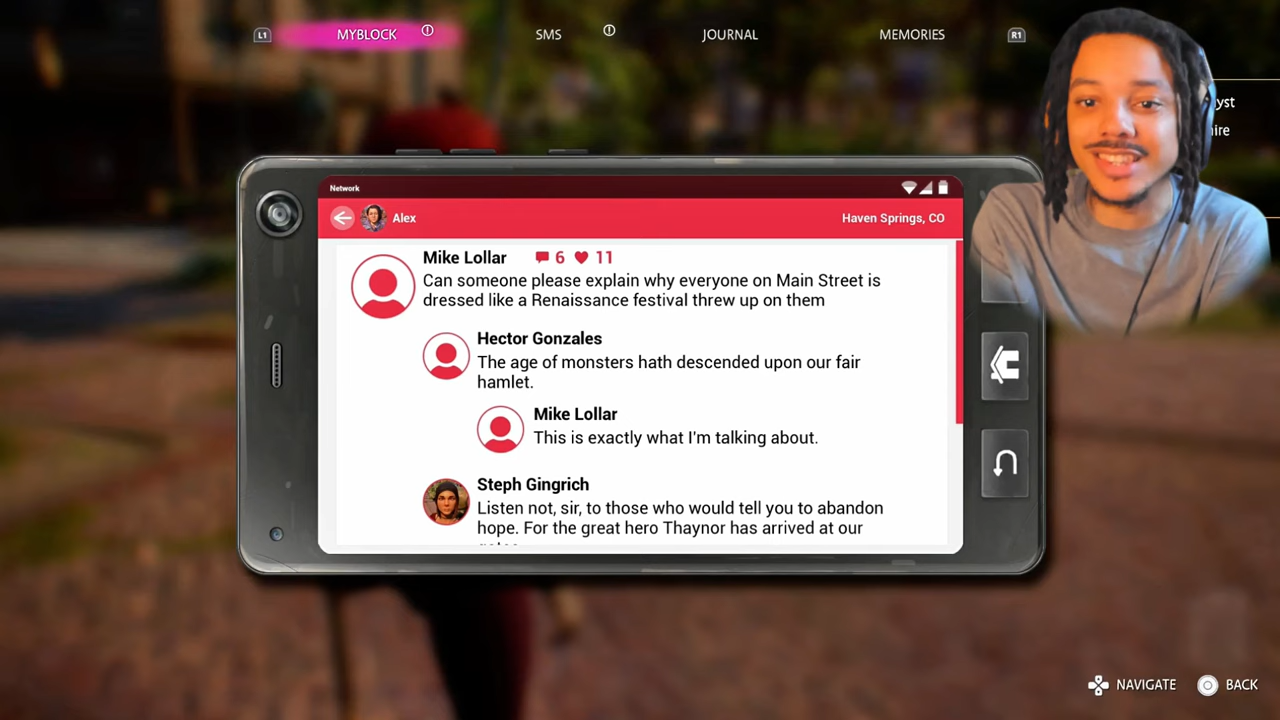 L1 MYBLOCK SMS JOURNAL MEMORIES R1
Network
Alex Haven Springs, CO
Mike Lollar 6 11
Can someone please explain why everyone on Main Street is
dressed like a Renaissance festival threw up on them
Hector Gonzales
The age of monsters hath descended upon our fair
hamlet.
Mike Lollar
This is exactly what I'm talking about.
Steph Gingrich
Listen not, sir, to those who would tell you to abandon
hope. For the great hero Thaynor has arrived at our
NAVIGATE BACK